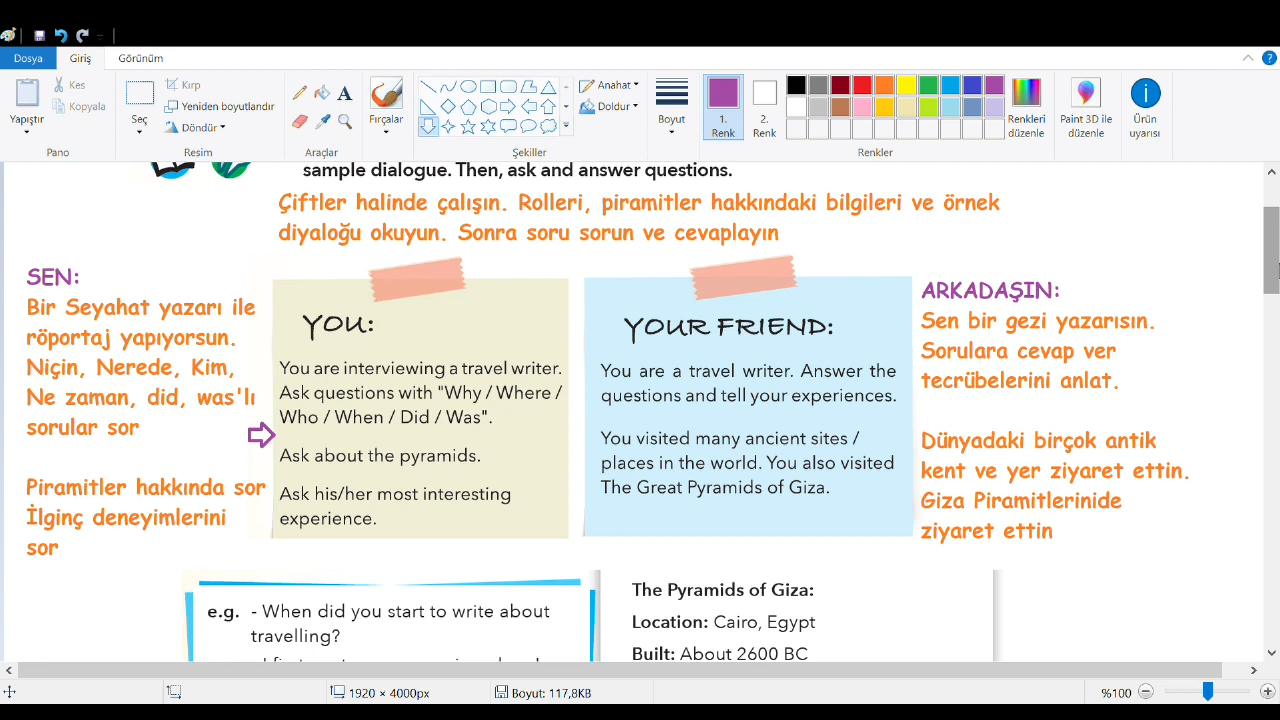 Dosya
Giriş
Görünüm
Yapıştır
Kes
Kopyala
Pano
Seç
Kırp
Yeniden boyutlandır
Döndür
Resim
A
Araçlar
Fırçalar
Anahat
Doldur
Şekiller
Boyut
1.
Renk
2.
Renk
Renkleri
düzenle
Renkler
Paint 3D ile
düzenle
Ürün
uyarısı
sample dialogue. Then, ask and answer questions.
Çiftler halinde çalışın. Rolleri, piramitler hakkındaki bilgileri ve örnek
diyaloğu okuyun. Sonra soru sorun ve cevaplayın
SEN:
Bir Seyahat yazarı ile
röportaj yapıyorsun.
Niçin, Nerede, Kim,
Ne zaman, did, was'lı
sorular sor
Piramitler hakkında sor
İlginç deneyimlerini
sor
YOU:
You are interviewing a travel writer.
Ask questions with "Why / Where /
Who / When / Did / Was".
Ask about the pyramids.
Ask his/her most interesting
experience.
YOUR FRIEND:
You are a travel writer. Answer the
questions and tell your experiences.
You visited many ancient sites /
places in the world. You also visited
The Great Pyramids of Giza.
ARKADAŞIN:
Sen bir gezi yazarısın.
Sorulara cevap ver
tecrübelerini anlat.
Dünyadaki birçok antik
kent ve yer ziyaret ettin.
Giza Piramitlerinide
ziyaret ettin
e.g. - When did you start to write about
travelling?
The Pyramids of Giza:
Location: Cairo, Egypt
Built: About 2600 BC
1920 × 4000px
Boyut: 117,8KB
%100